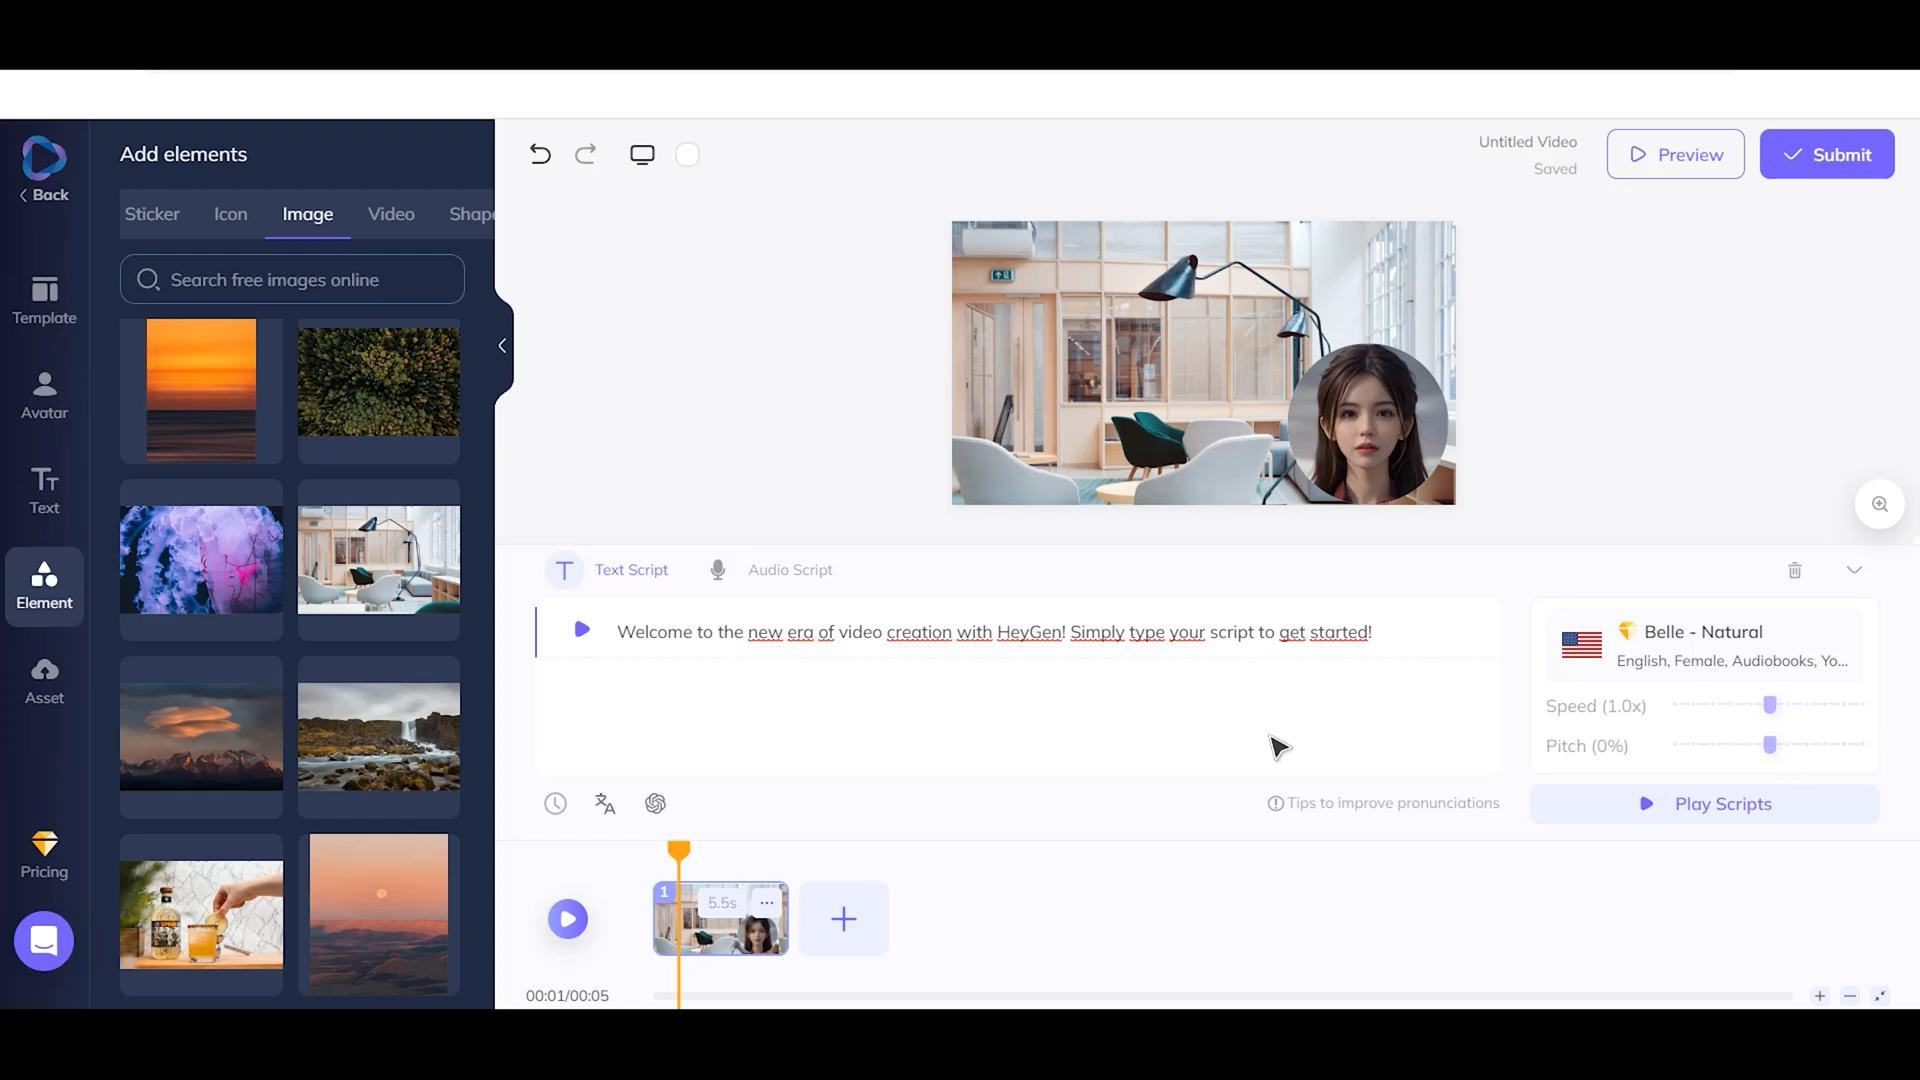 Add elements
Untitled Video
Saved
Preview
Submit
Back
Sticker
Icon
Image
Video
Shape
Search free images online
Template
Avatar
Text
Element
Asset
Pricing
Text Script
Audio Script
Welcome to the new era of video creation with HeyGen! Simply type your script to get started!
Belle - Natural
English, Female, Audiobooks, Yo...
Speed (1.0x)
Pitch (0%)
Tips to improve pronunciations
Play Scripts
1
5.5s
00:01/00:05